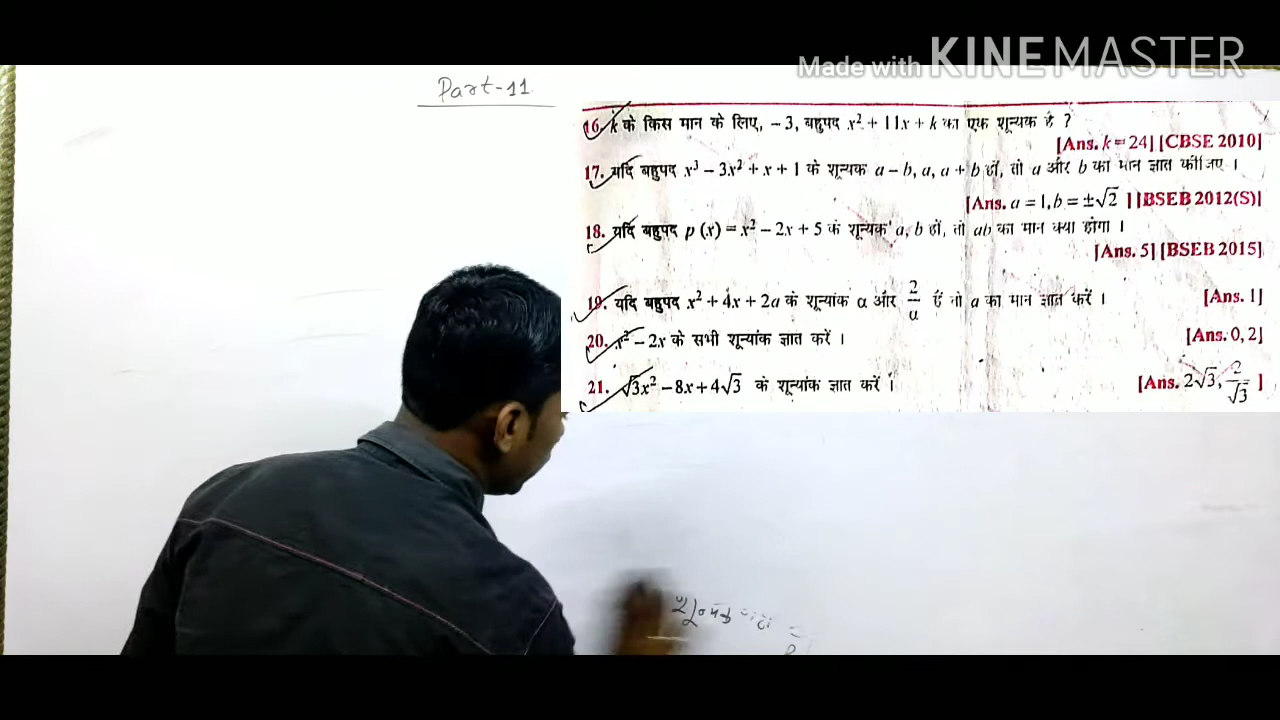 Made with KINEMASTER
Part-11
16. k के किस मान के लिए, – 3, बहुपद x² + 11x + k का एक शून्यक है ?
[Ans. k = 24] [CBSE 2010]
17. यदि बहुपद x³ – 3x² + x + 1 के शून्यक a – b, a, a + b हों, तो a और b का मान ज्ञात कीजिए ।
[Ans. a = 1, b = ±√2 ] [BSEB 2012(S)]
18. यदि बहुपद p (x) = x² – 2x + 5 के शून्यक a, b हों, तो ab का मान क्या होगा ।
[Ans. 5] [BSEB 2015]
19. यदि बहुपद x² + 4x + 2a के शून्यांक α और 2/α हैं तो a का मान ज्ञात करें । [Ans. 1]
20. x² – 2x के सभी शून्यांक ज्ञात करें । [Ans. 0, 2]
21. √3x² – 8x + 4√3 के शून्यांक ज्ञात करें । [Ans. 2√3, 2/√3 ]
शून्यक